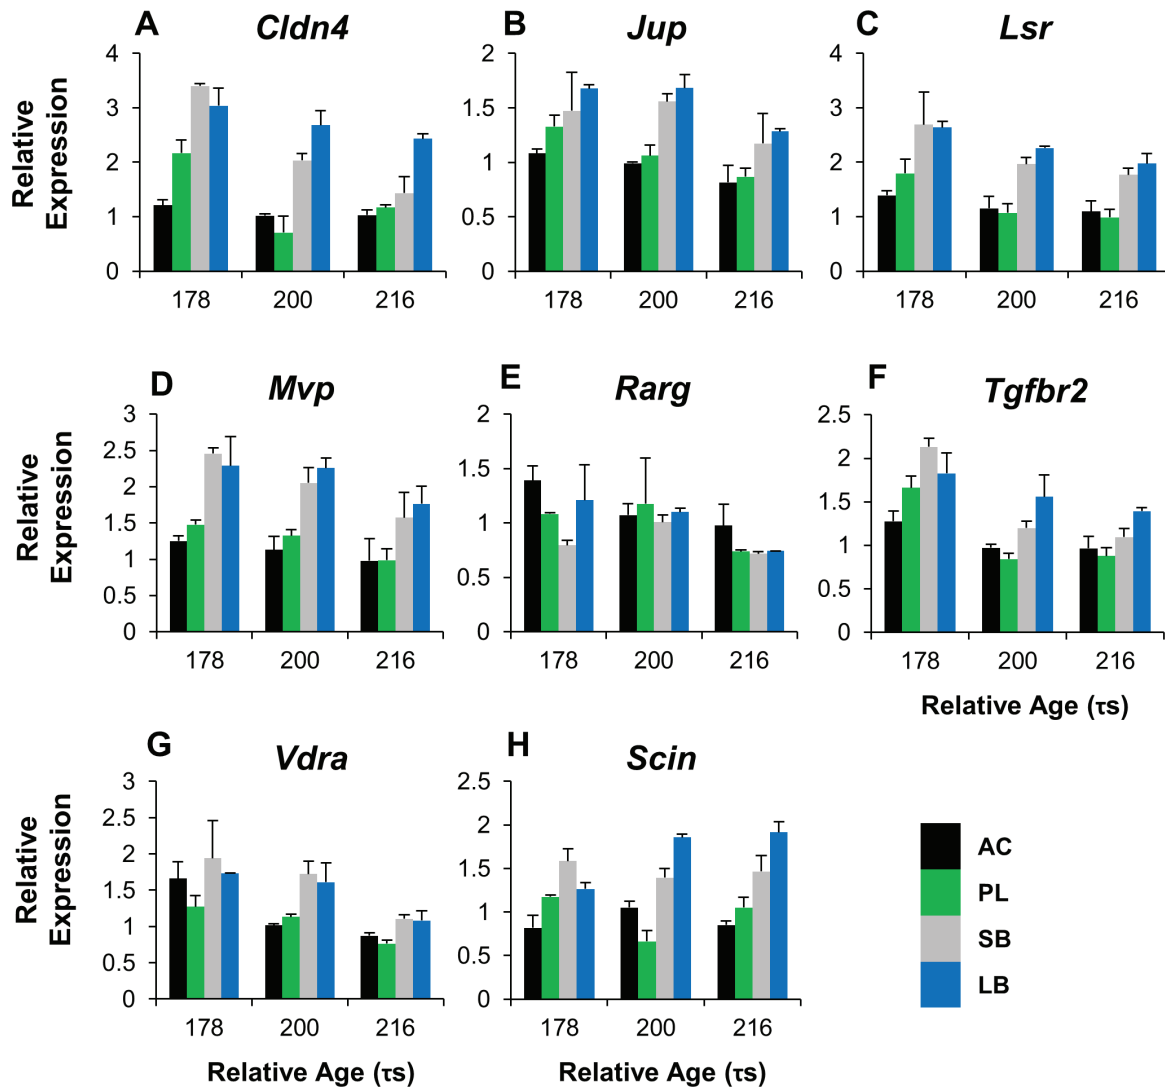 A Cldn4
Relative Expression
4
3
2
1
0
178 200 216
B Jup
2
1.5
1
0.5
0
178 200 216
C Lsr
4
3
2
1
0
178 200 216
D Mvp
Relative Expression
3
2.5
2
1.5
1
0.5
0
178 200 216
E Rarg
2
1.5
1
0.5
0
178 200 216
F Tgfbr2
2.5
2
1.5
1
0.5
0
178 200 216
Relative Age (τs)
G Vdra
Relative Expression
3
2.5
2
1.5
1
0.5
0
178 200 216
Relative Age (τs)
H Scin
2.5
2
1.5
1
0.5
0
178 200 216
Relative Age (τs)
AC
PL
SB
LB